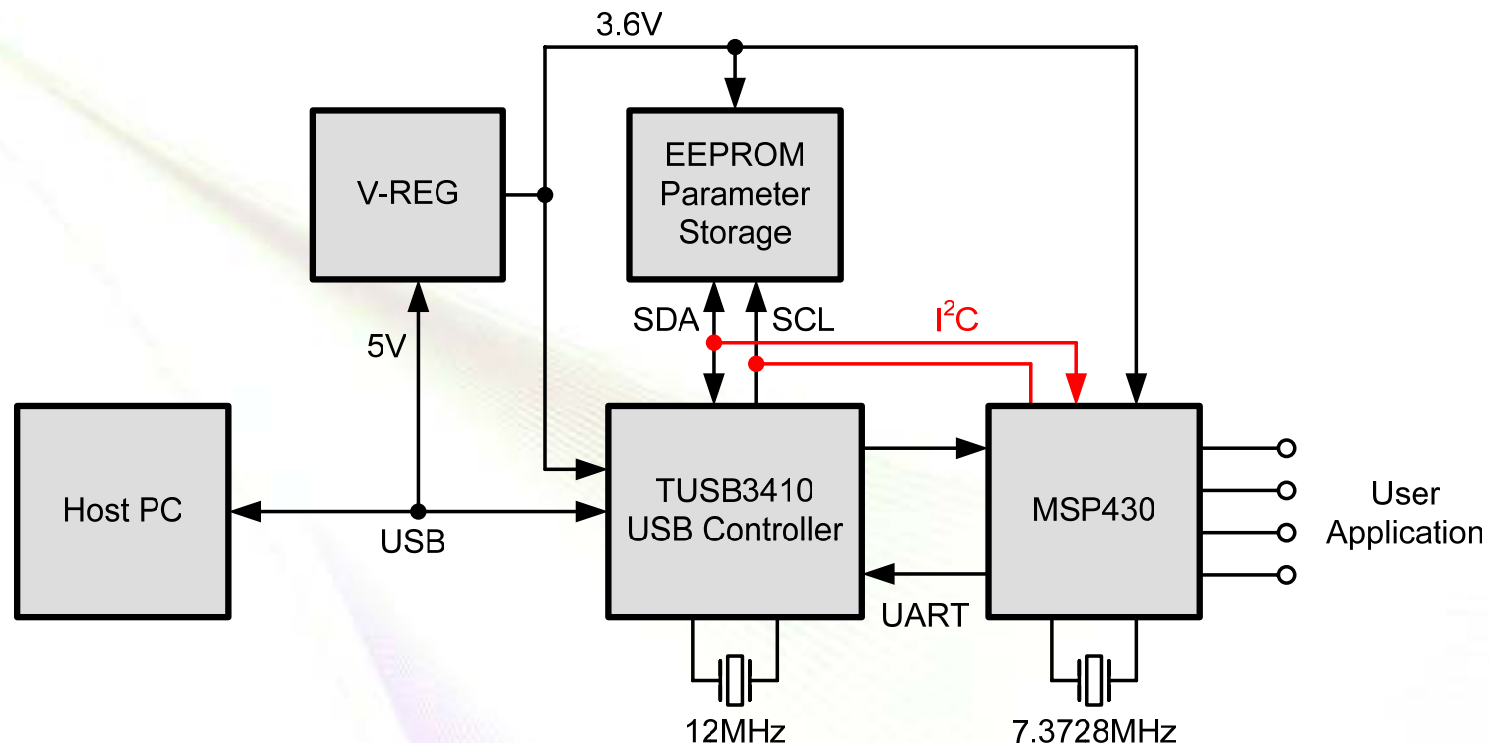 3.6V
V-REG
EEPROM
Parameter
Storage
SDA
SCL
I²C
5V
Host PC
USB
TUSB3410
USB Controller
MSP430
User
Application
UART
12MHz
7.3728MHz